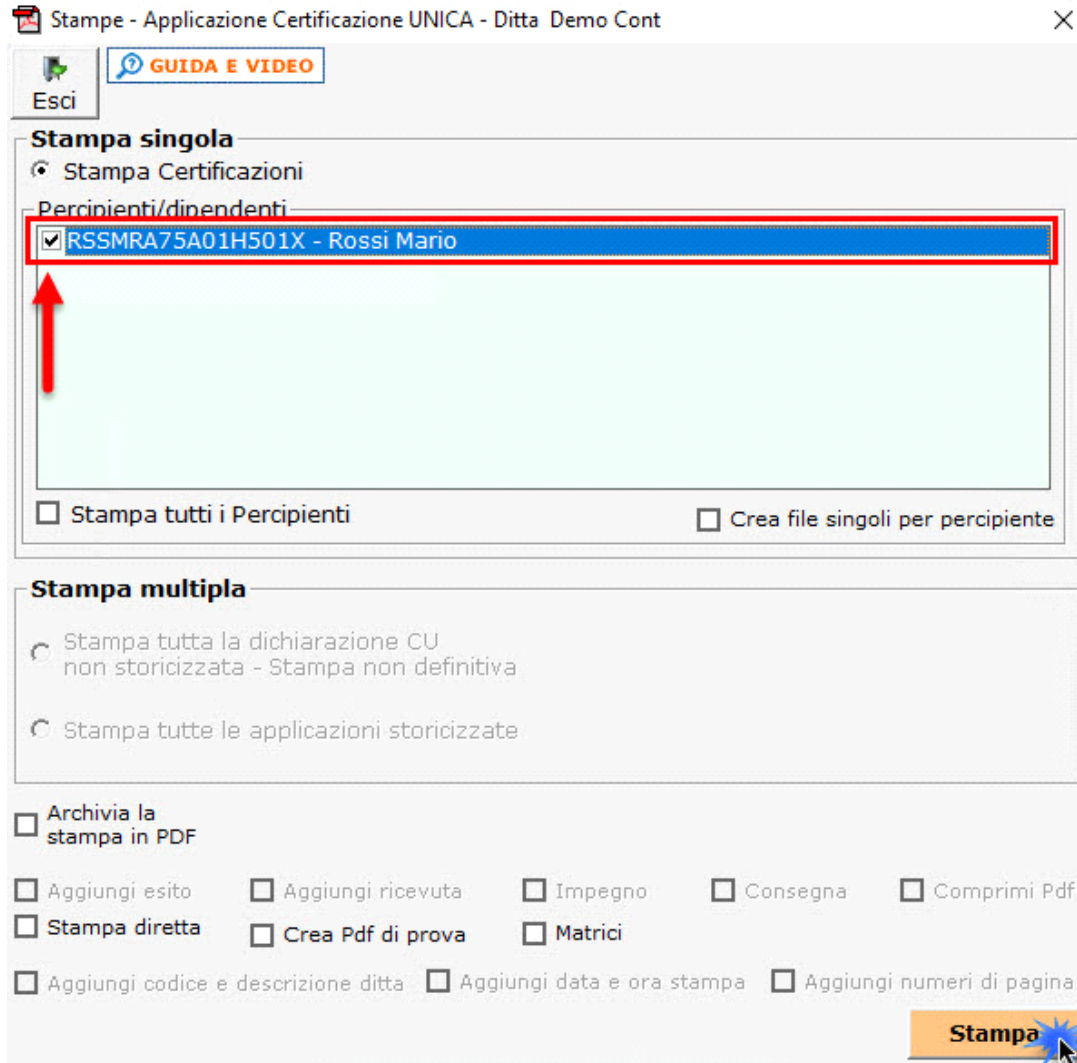 Stampe - Applicazione Certificazione UNICA - Ditta  Demo Cont
GUIDA E VIDEO
Esci
Stampa singola
Stampa Certificazioni
Percipienti/dipendenti
RSSMRA75A01H501X - Rossi Mario
Stampa tutti i Percipienti
Crea file singoli per percipiente
Stampa multipla
Stampa tutta la dichiarazione CU
non storicizzata - Stampa non definitiva
Stampa tutte le applicazioni storicizzate
Archivia la
stampa in PDF
Aggiungi esito Aggiungi ricevuta Impegno Consegna Comprimi Pdf
Stampa diretta Crea Pdf di prova Matrici
Aggiungi codice e descrizione ditta Aggiungi data e ora stampa Aggiungi numeri di pagina
Stampa